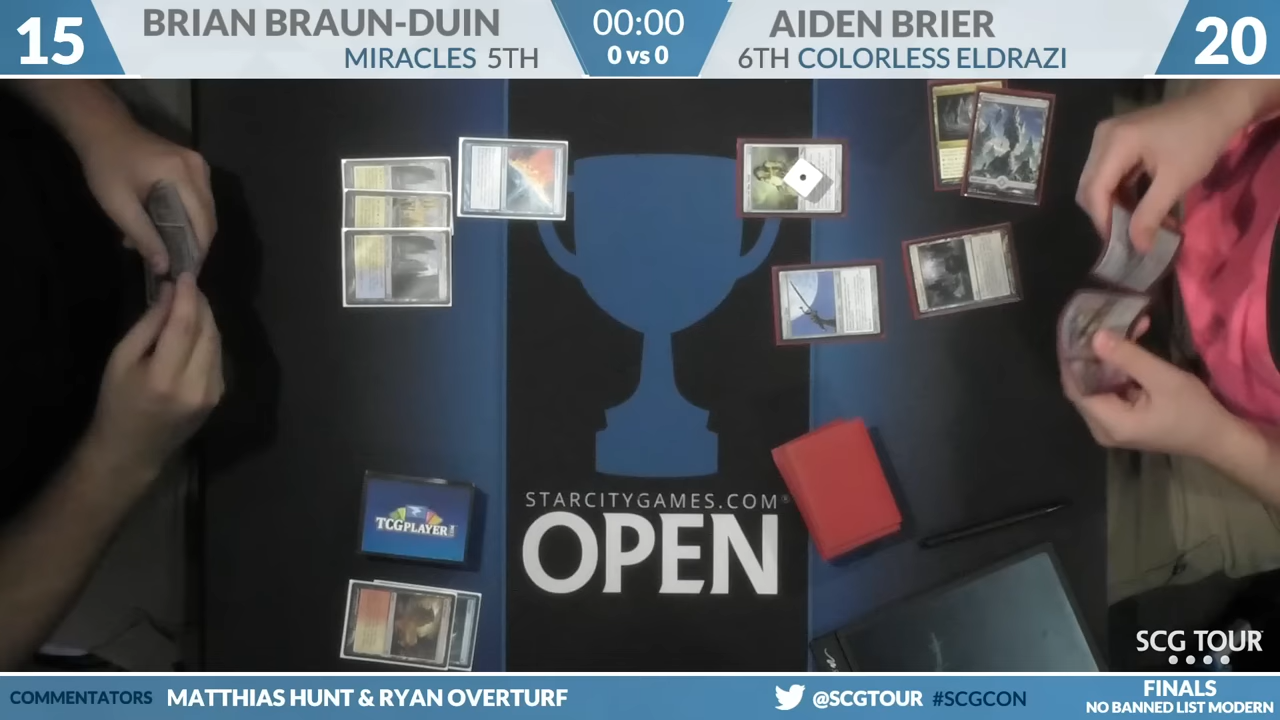 15
BRIAN BRAUN-DUIN
MIRACLES 5TH
00:00
0 vs 0
AIDEN BRIER
6TH COLORLESS ELDRAZI
20
TCGPLAYER
STARCITYGAMES.COM®
OPEN
SCG TOUR
COMMENTATORS MATTHIAS HUNT & RYAN OVERTURF
@SCGTOUR #SCGCON
FINALS
NO BANNED LIST MODERN